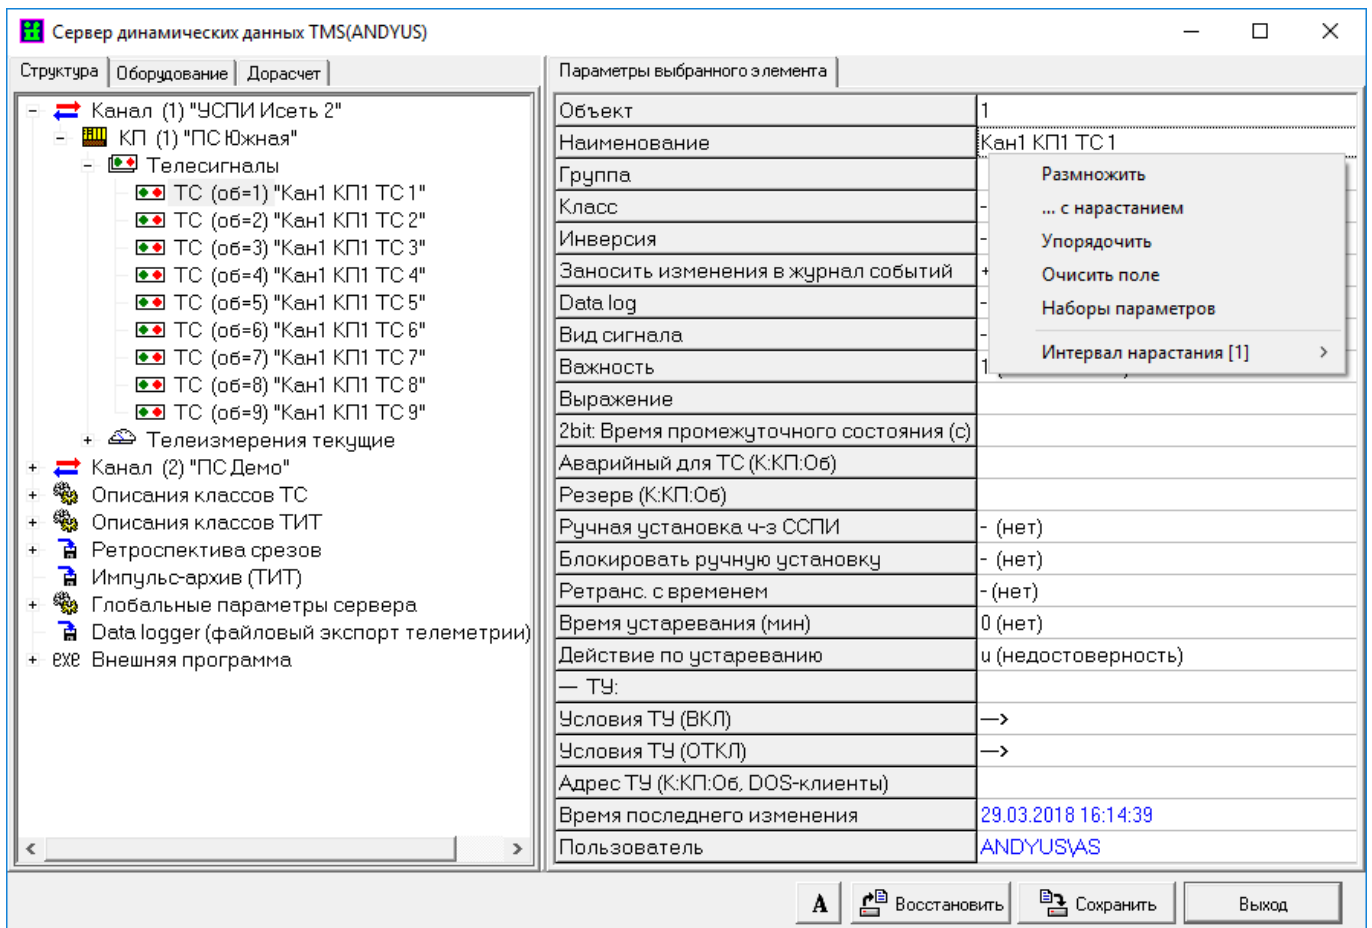 Сервер динамических данных TMS(ANDYUS)
Структура Оборудование Дорасчет
Канал (1) "УСПИ Исеть 2"
КП (1) "ПС Южная"
Телесигналы
ТС (об=1) "Кан1 КП1 ТС 1"
ТС (об=2) "Кан1 КП1 ТС 2"
ТС (об=3) "Кан1 КП1 ТС 3"
ТС (об=4) "Кан1 КП1 ТС 4"
ТС (об=5) "Кан1 КП1 ТС 5"
ТС (об=6) "Кан1 КП1 ТС 6"
ТС (об=7) "Кан1 КП1 ТС 7"
ТС (об=8) "Кан1 КП1 ТС 8"
ТС (об=9) "Кан1 КП1 ТС 9"
Телеизмерения текущие
Канал (2) "ПС Демо"
Описания классов ТС
Описания классов ТИТ
Ретроспектива срезов
Импульс-архив (ТИТ)
Глобальные параметры сервера
Data logger (файловый экспорт телеметрии)
exe Внешняя программа
Параметры выбранного элемента
Объект 1
Наименование Кан1 КП1 ТС 1
Группа
Класс -
Инверсия -
Заносить изменения в журнал событий +
Data log -
Вид сигнала -
Важность 1
Выражение
2bit: Время промежуточного состояния (с)
Аварийный для ТС (К:КП:Об)
Резерв (К:КП:Об)
Ручная установка ч-з ССПИ - (нет)
Блокировать ручную установку - (нет)
Ретранс. с временем - (нет)
Время устаревания (мин) 0 (нет)
Действие по устареванию u (недостоверность)
— ТУ:
Условия ТУ (ВКЛ) —>
Условия ТУ (ОТКЛ) —>
Адрес ТУ (К:КП:Об, DOS-клиенты)
Время последнего изменения 29.03.2018 16:14:39
Пользователь ANDYUS\AS
Размножить
... с нарастанием
Упорядочить
Очисить поле
Наборы параметров
Интервал нарастания [1]
A Восстановить Сохранить Выход